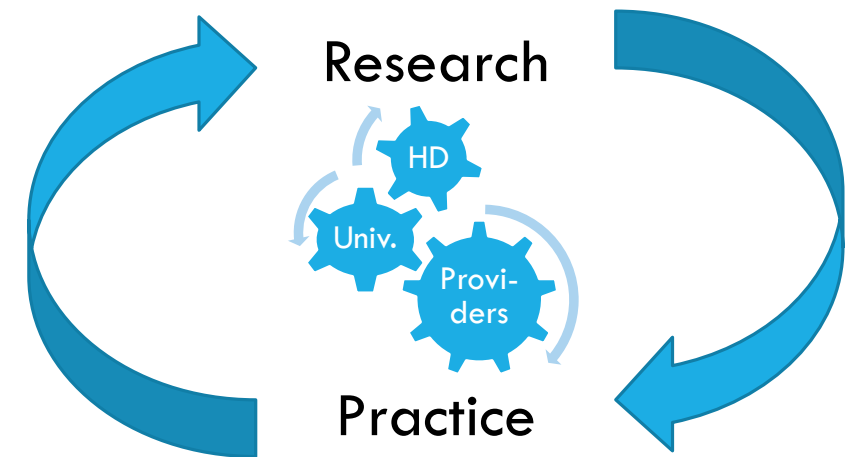 Research
HD
Univ.
Provi-
ders
Practice